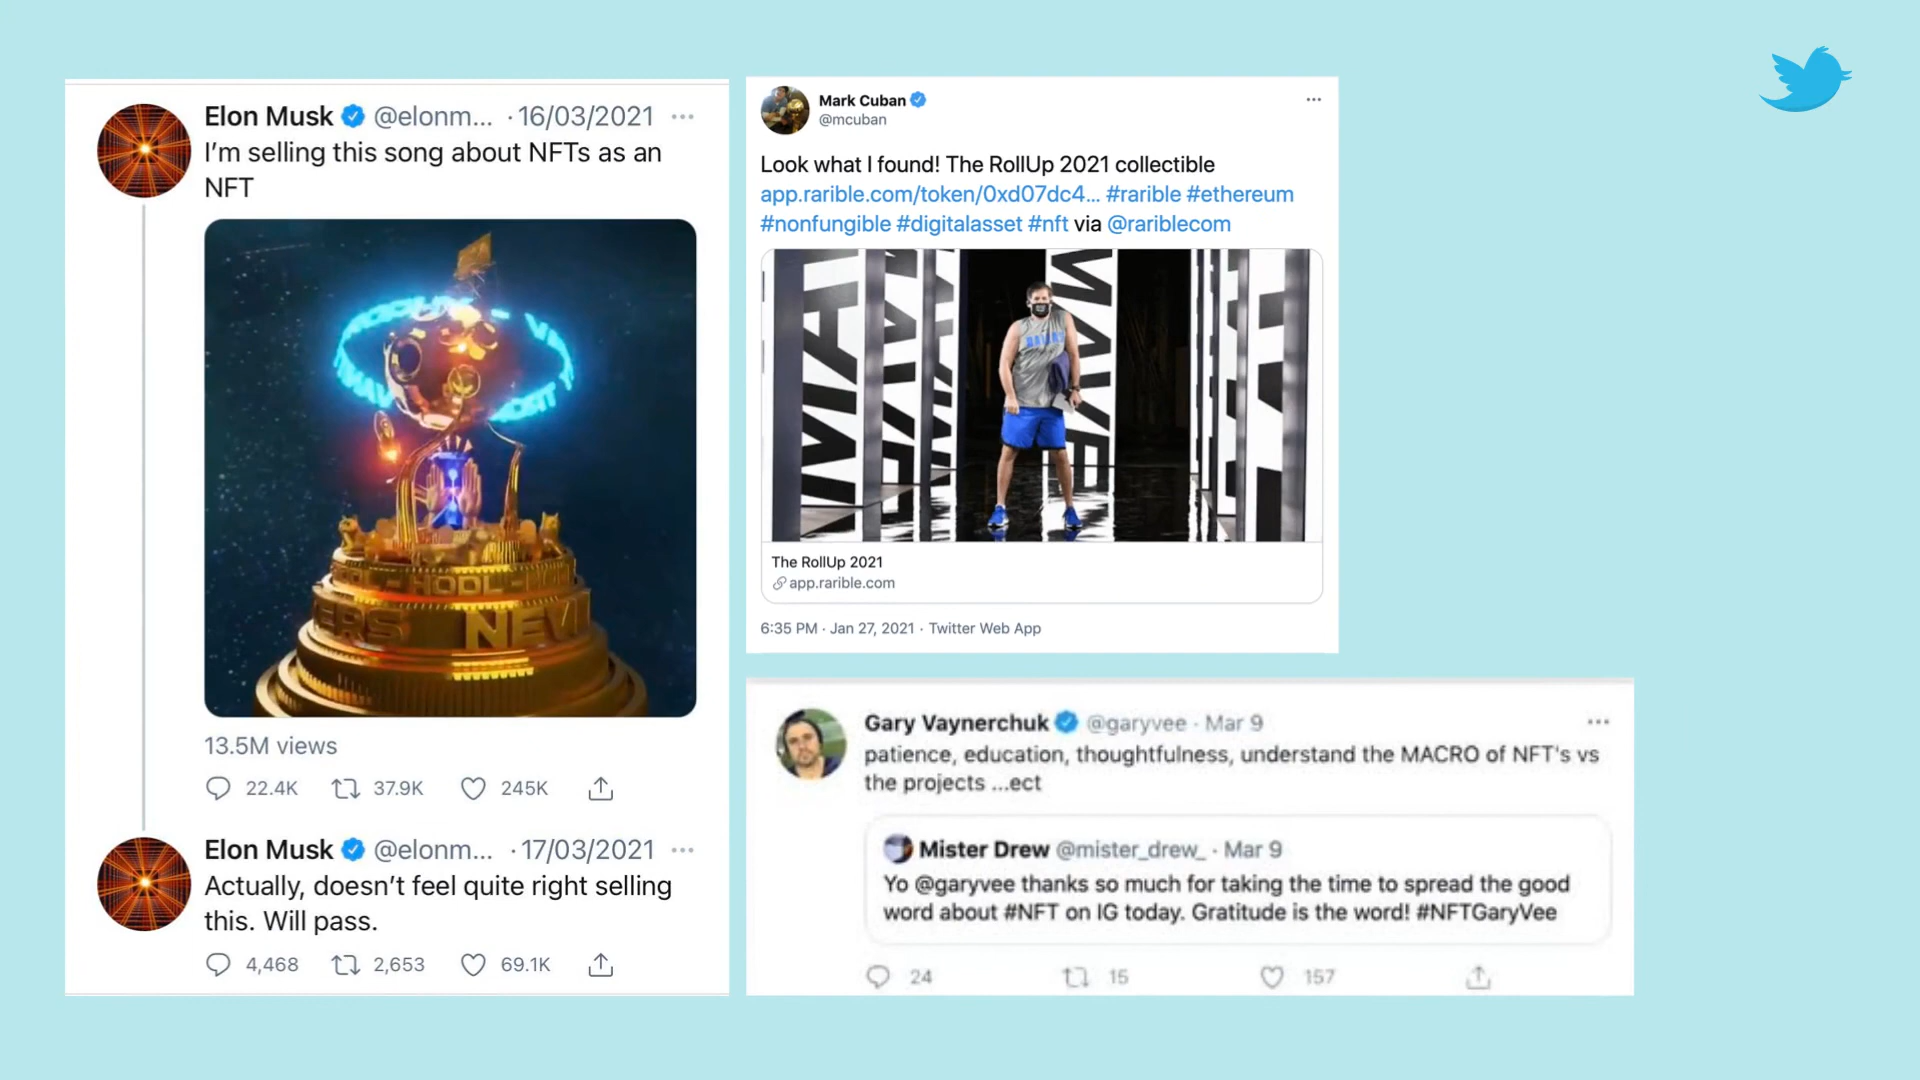 Elon Musk @elonm... · 16/03/2021 ...
I'm selling this song about NFTs as an
NFT
HODL
ERS NEV
13.5M views
22.4K 37.9K 245K
Elon Musk @elonm... · 17/03/2021 ...
Actually, doesn't feel quite right selling
this. Will pass.
4,468 2,653 69.1K
Mark Cuban ...
@mcuban
Look what I found! The RollUp 2021 collectible
app.rarible.com/token/0xd07dc4... #rarible #ethereum
#nonfungible #digitalasset #nft via @rariblecom
The RollUp 2021
app.rarible.com
6:35 PM · Jan 27, 2021 · Twitter Web App
Gary Vaynerchuk @garyvee · Mar 9 ...
patience, education, thoughtfulness, understand the MACRO of NFT's vs
the projects ...ect
Mister Drew @mister_drew_ · Mar 9
Yo @garyvee thanks so much for taking the time to spread the good
word about #NFT on IG today. Gratitude is the word! #NFTGaryVee
24 15 157